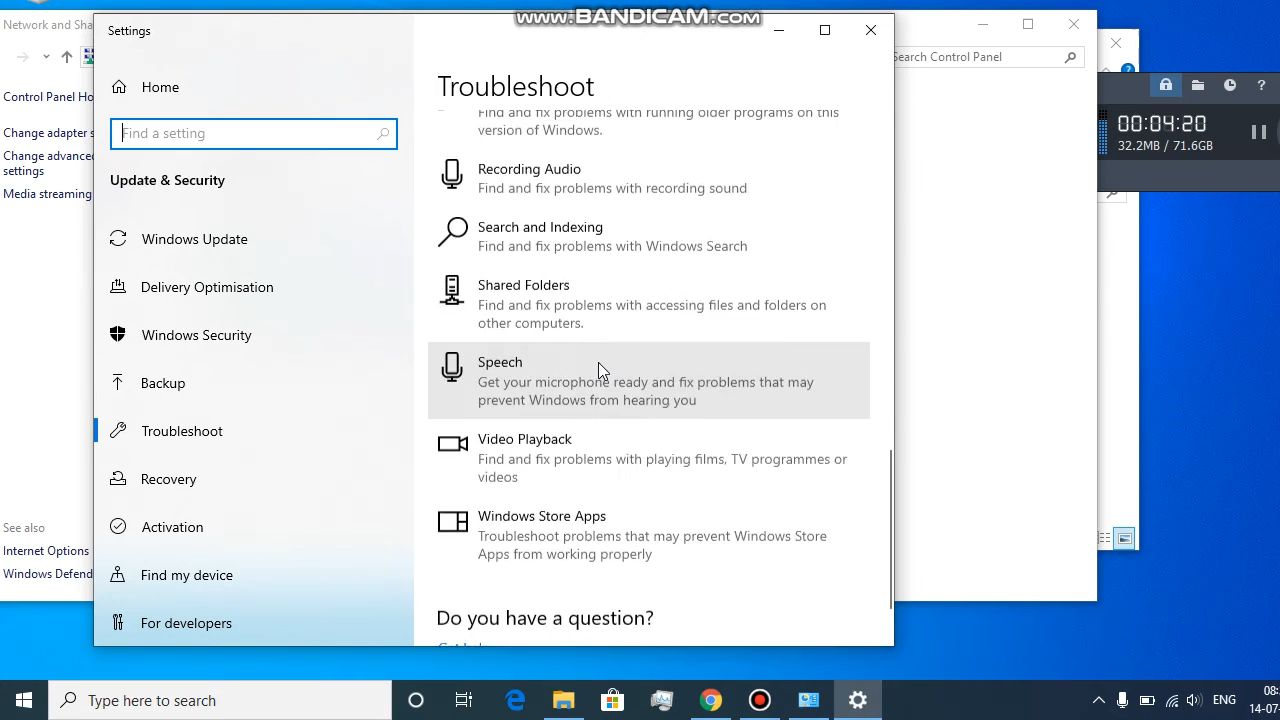 www.BANDICAM.com
Network and Sha
Settings
Search Control Panel
Control Panel Ho
Change adapter s
Change advanced
settings
Media streaming
See also
Internet Options
Windows Defend
Home
Find a setting
Update & Security
Windows Update
Delivery Optimisation
Windows Security
Backup
Troubleshoot
Recovery
Activation
Find my device
For developers
Troubleshoot
Find and fix problems with running older programs on this
version of Windows.
Recording Audio
Find and fix problems with recording sound
Search and Indexing
Find and fix problems with Windows Search
Shared Folders
Find and fix problems with accessing files and folders on
other computers.
Speech
Get your microphone ready and fix problems that may
prevent Windows from hearing you
Video Playback
Find and fix problems with playing films, TV programmes or
videos
Windows Store Apps
Troubleshoot problems that may prevent Windows Store
Apps from working properly
Do you have a question?
Get help
00:04:20
32.2MB / 71.6GB
Type here to search
ENG
08:
14-07-